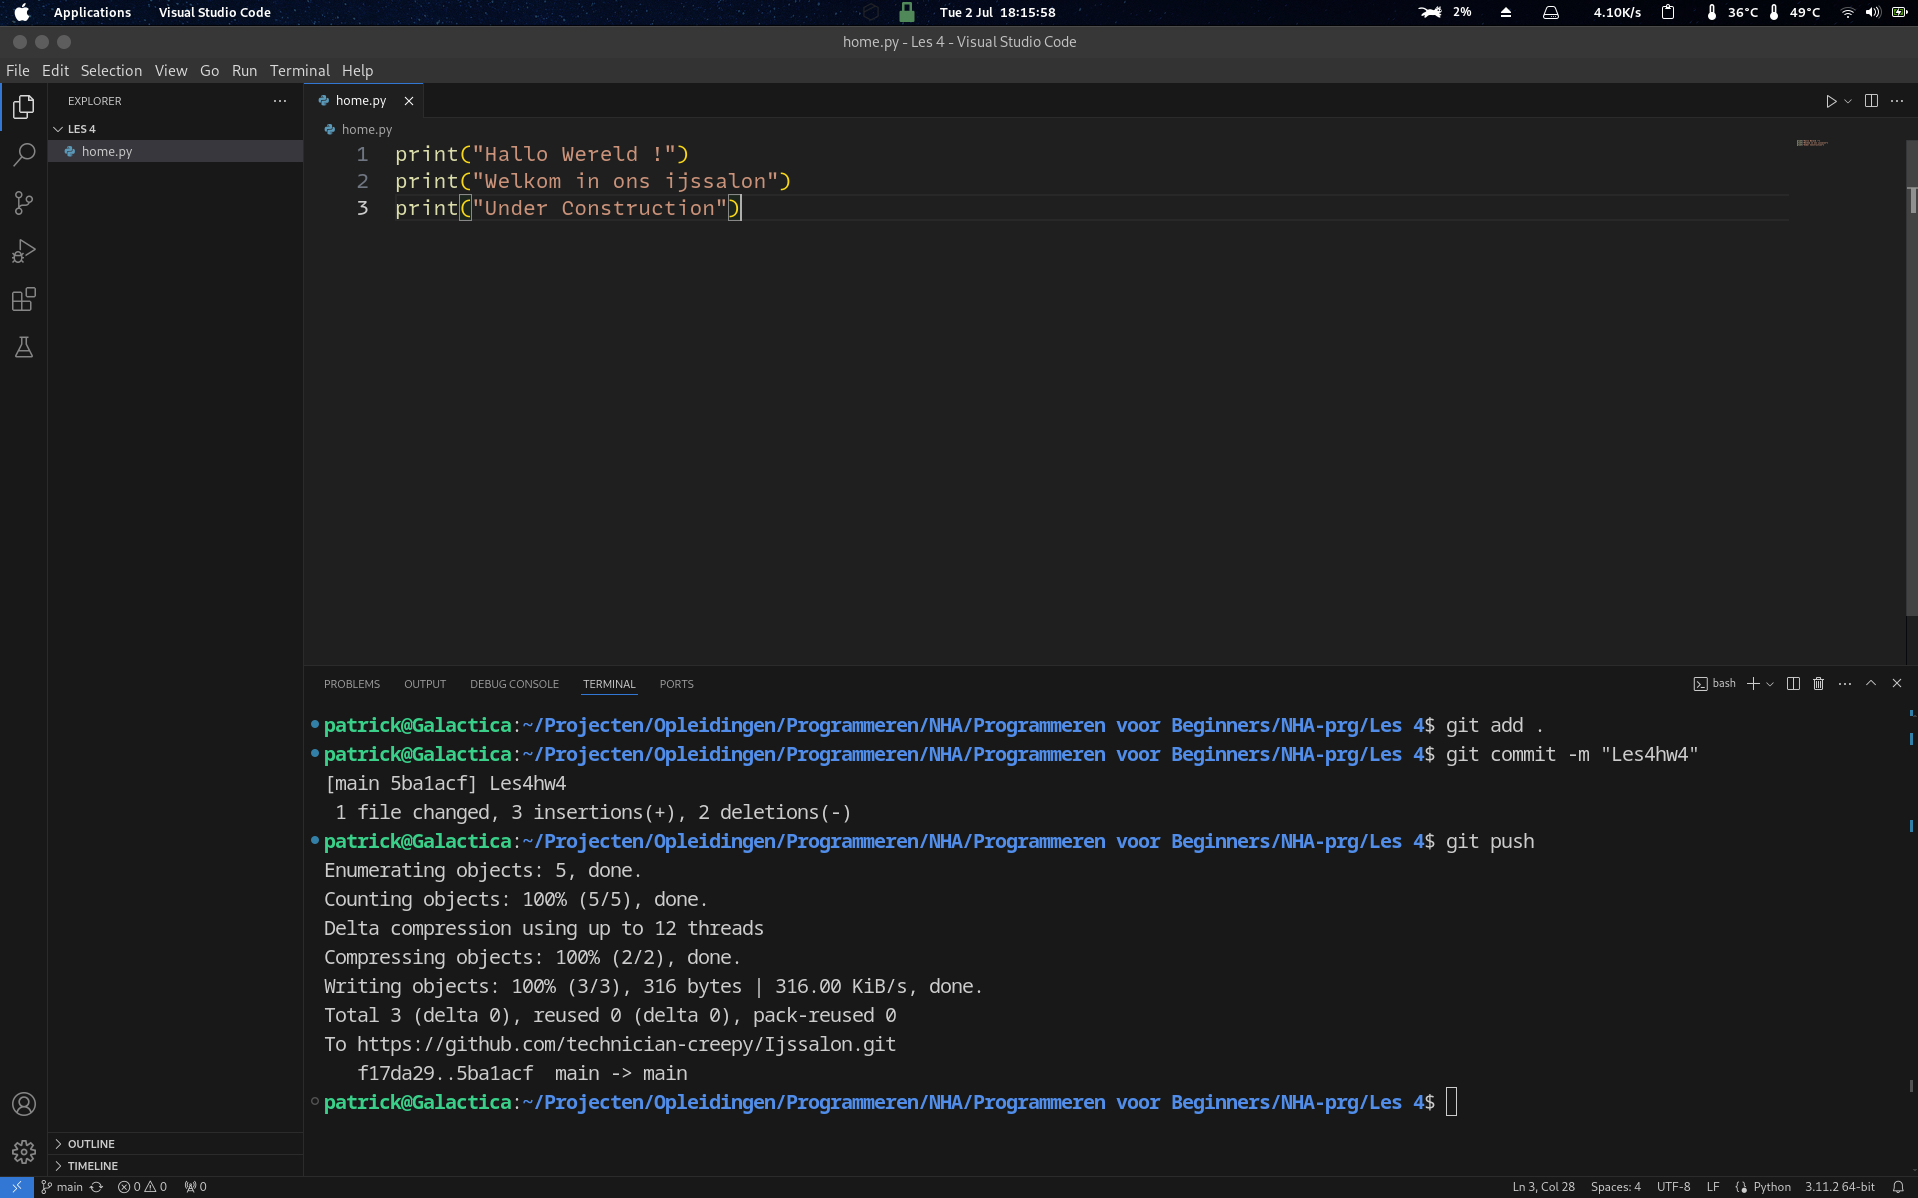 Applications Visual Studio Code Tue 2 Jul 18:15:58 2% 4.10K/s 36°C 49°C
home.py - Les 4 - Visual Studio Code
File Edit Selection View Go Run Terminal Help
EXPLORER
LES 4
home.py
home.py
home.py
1 print("Hallo Wereld !")
2 print("Welkom in ons ijssalon")
3 print("Under Construction")
PROBLEMS OUTPUT DEBUG CONSOLE TERMINAL PORTS bash
patrick@Galactica:~/Projecten/Opleidingen/Programmeren/NHA/Programmeren voor Beginners/NHA-prg/Les 4$ git add .
patrick@Galactica:~/Projecten/Opleidingen/Programmeren/NHA/Programmeren voor Beginners/NHA-prg/Les 4$ git commit -m "Les4hw4"
[main 5ba1acf] Les4hw4
1 file changed, 3 insertions(+), 2 deletions(-)
patrick@Galactica:~/Projecten/Opleidingen/Programmeren/NHA/Programmeren voor Beginners/NHA-prg/Les 4$ git push
Enumerating objects: 5, done.
Counting objects: 100% (5/5), done.
Delta compression using up to 12 threads
Compressing objects: 100% (2/2), done.
Writing objects: 100% (3/3), 316 bytes | 316.00 KiB/s, done.
Total 3 (delta 0), reused 0 (delta 0), pack-reused 0
To https://github.com/technician-creepy/Ijssalon.git
f17da29..5ba1acf main -> main
patrick@Galactica:~/Projecten/Opleidingen/Programmeren/NHA/Programmeren voor Beginners/NHA-prg/Les 4$
OUTLINE
TIMELINE
main 0 0 0 Ln 3, Col 28 Spaces: 4 UTF-8 LF Python 3.11.2 64-bit